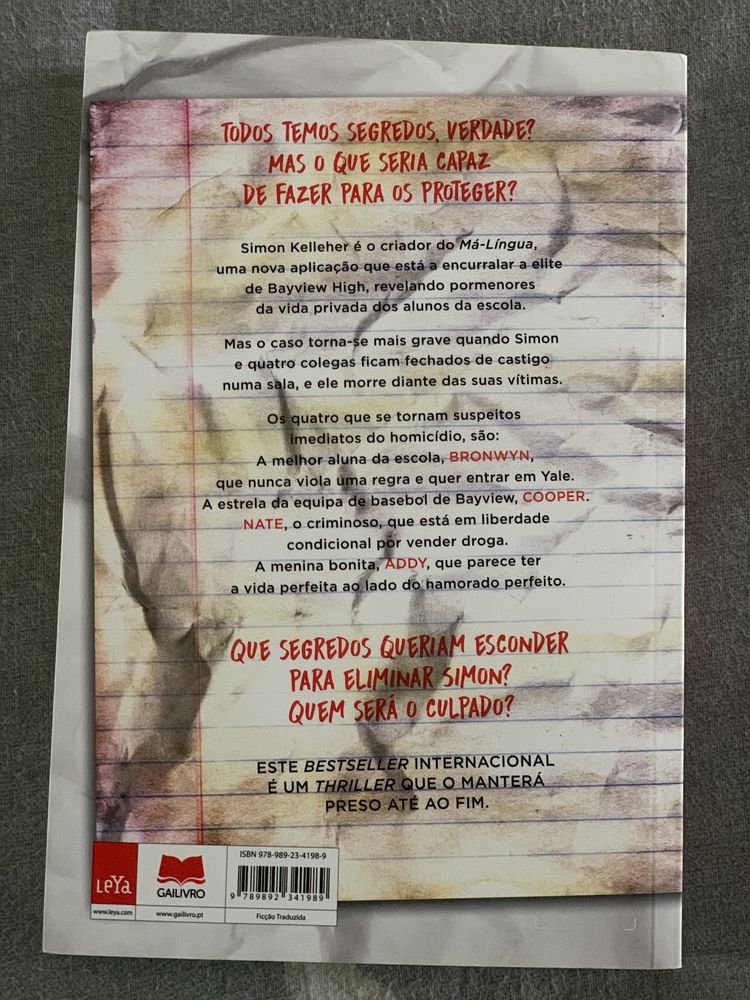 TODOS TEMOS SEGREDOS, VERDADE?
MAS O QUE SERIA CAPAZ
DE FAZER PARA OS PROTEGER?
Simon Kelleher é o criador do Má-Língua,
uma nova aplicação que está a encurralar a elite
de Bayview High, revelando pormenores
da vida privada dos alunos da escola.
Mas o caso torna-se mais grave quando Simon
e quatro colegas ficam fechados de castigo
numa sala, e ele morre diante das suas vítimas.
Os quatro que se tornam suspeitos
imediatos do homicídio, são:
A melhor aluna da escola, BRONWYN,
que nunca viola uma regra e quer entrar em Yale.
A estrela da equipa de basebol de Bayview, COOPER.
NATE, o criminoso, que está em liberdade
condicional por vender droga.
A menina bonita, ADDY, que parece ter
a vida perfeita ao lado do hamorado perfeito.
QUE SEGREDOS QUERIAM ESCONDER
PARA ELIMINAR SIMON?
QUEM SERÁ O CULPADO?
ESTE BESTSELLER INTERNACIONAL
É UM THRILLER QUE O MANTERÁ
PRESO ATÉ AO FIM.
LEYA
www.leya.com
GAILIVRO
www.gailivro.pt
ISBN 978-989-23-4198-9
9 789892 341989
Ficção Traduzida